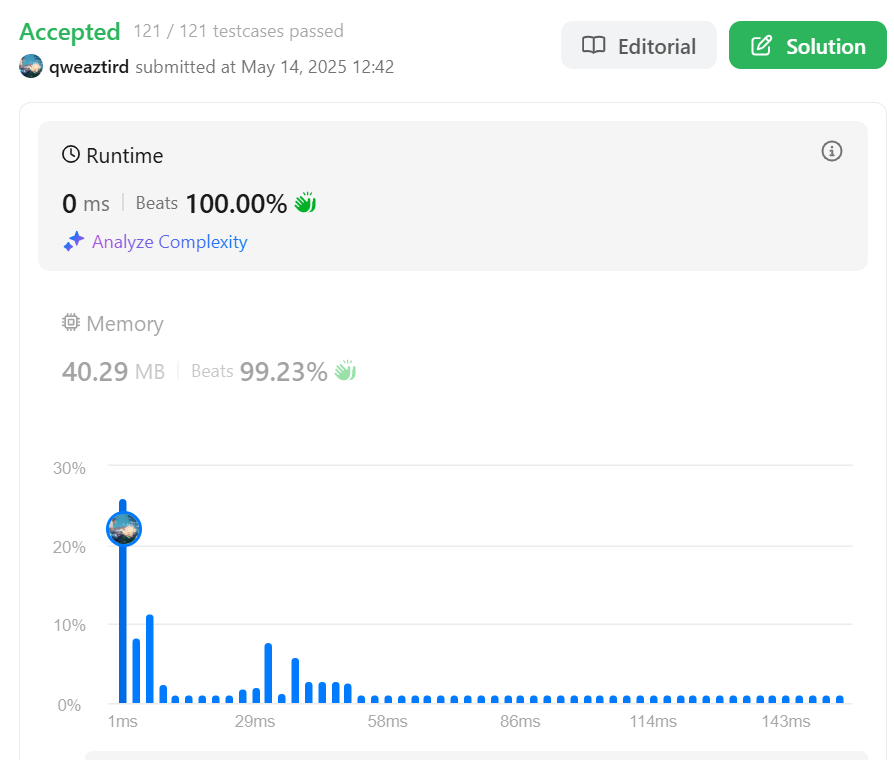 Accepted 121 / 121 testcases passed
Editorial
Solution
qweaztird submitted at May 14, 2025 12:42
Runtime
0 ms Beats 100.00%
Analyze Complexity
Memory
40.29 MB Beats 99.23%
30%
20%
10%
0%
1ms 29ms 58ms 86ms 114ms 143ms